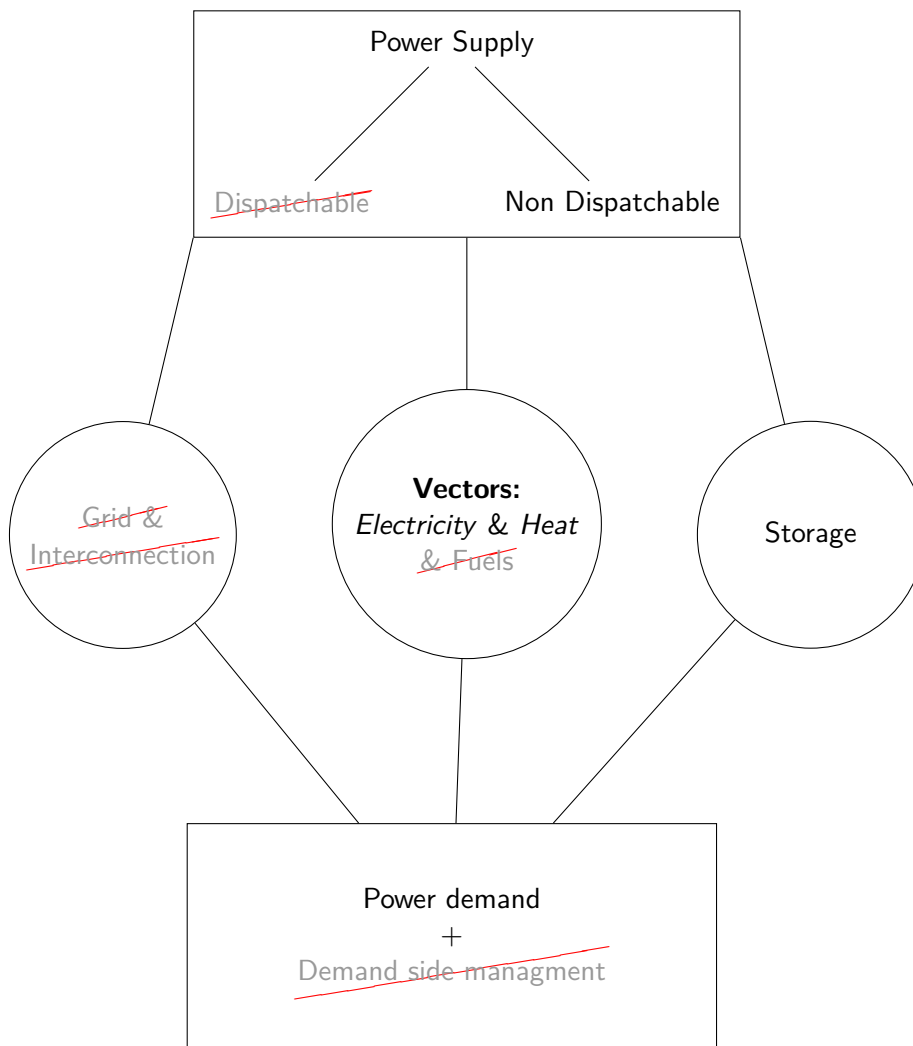 Power Supply
Dispatchable
Non Dispatchable
Grid &
Interconnection
Vectors:
Electricity & Heat
& Fuels
Storage
Power demand
+
Demand side managment